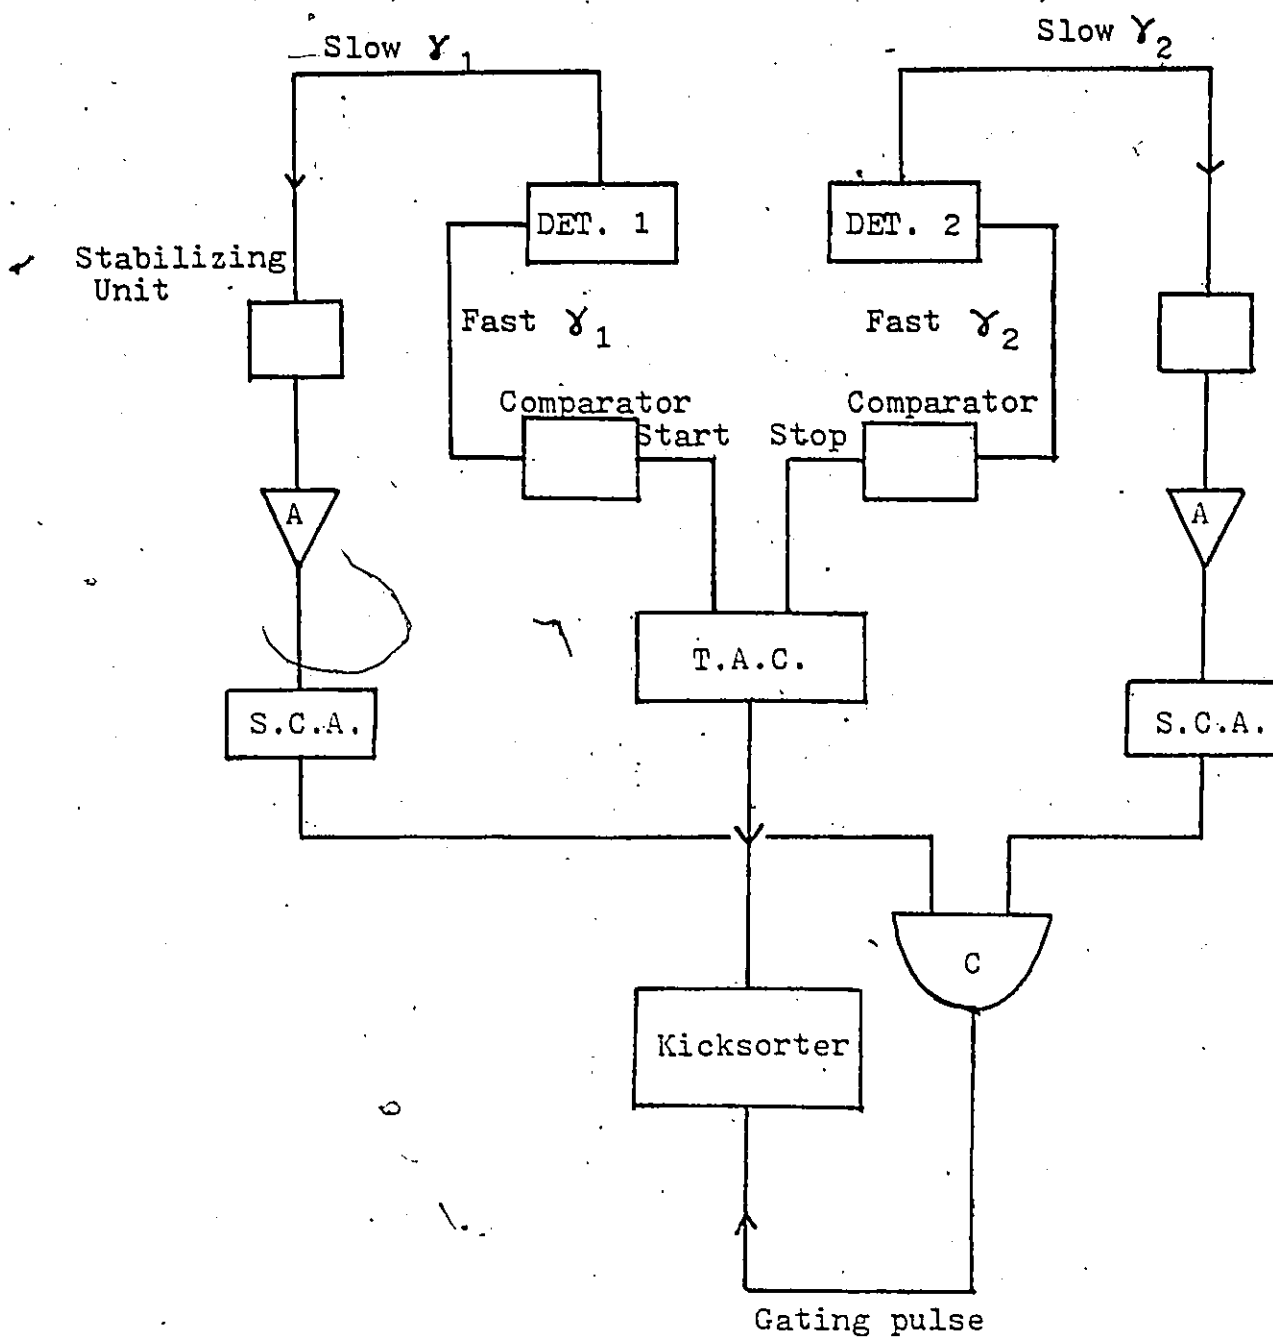 Slow γ1
Slow γ2
DET. 1
DET. 2
Stabilizing
Unit
Fast γ1
Fast γ2
Comparator
Comparator
Start
Stop
A
A
T.A.C.
S.C.A.
S.C.A.
C
Kicksorter
Gating pulse